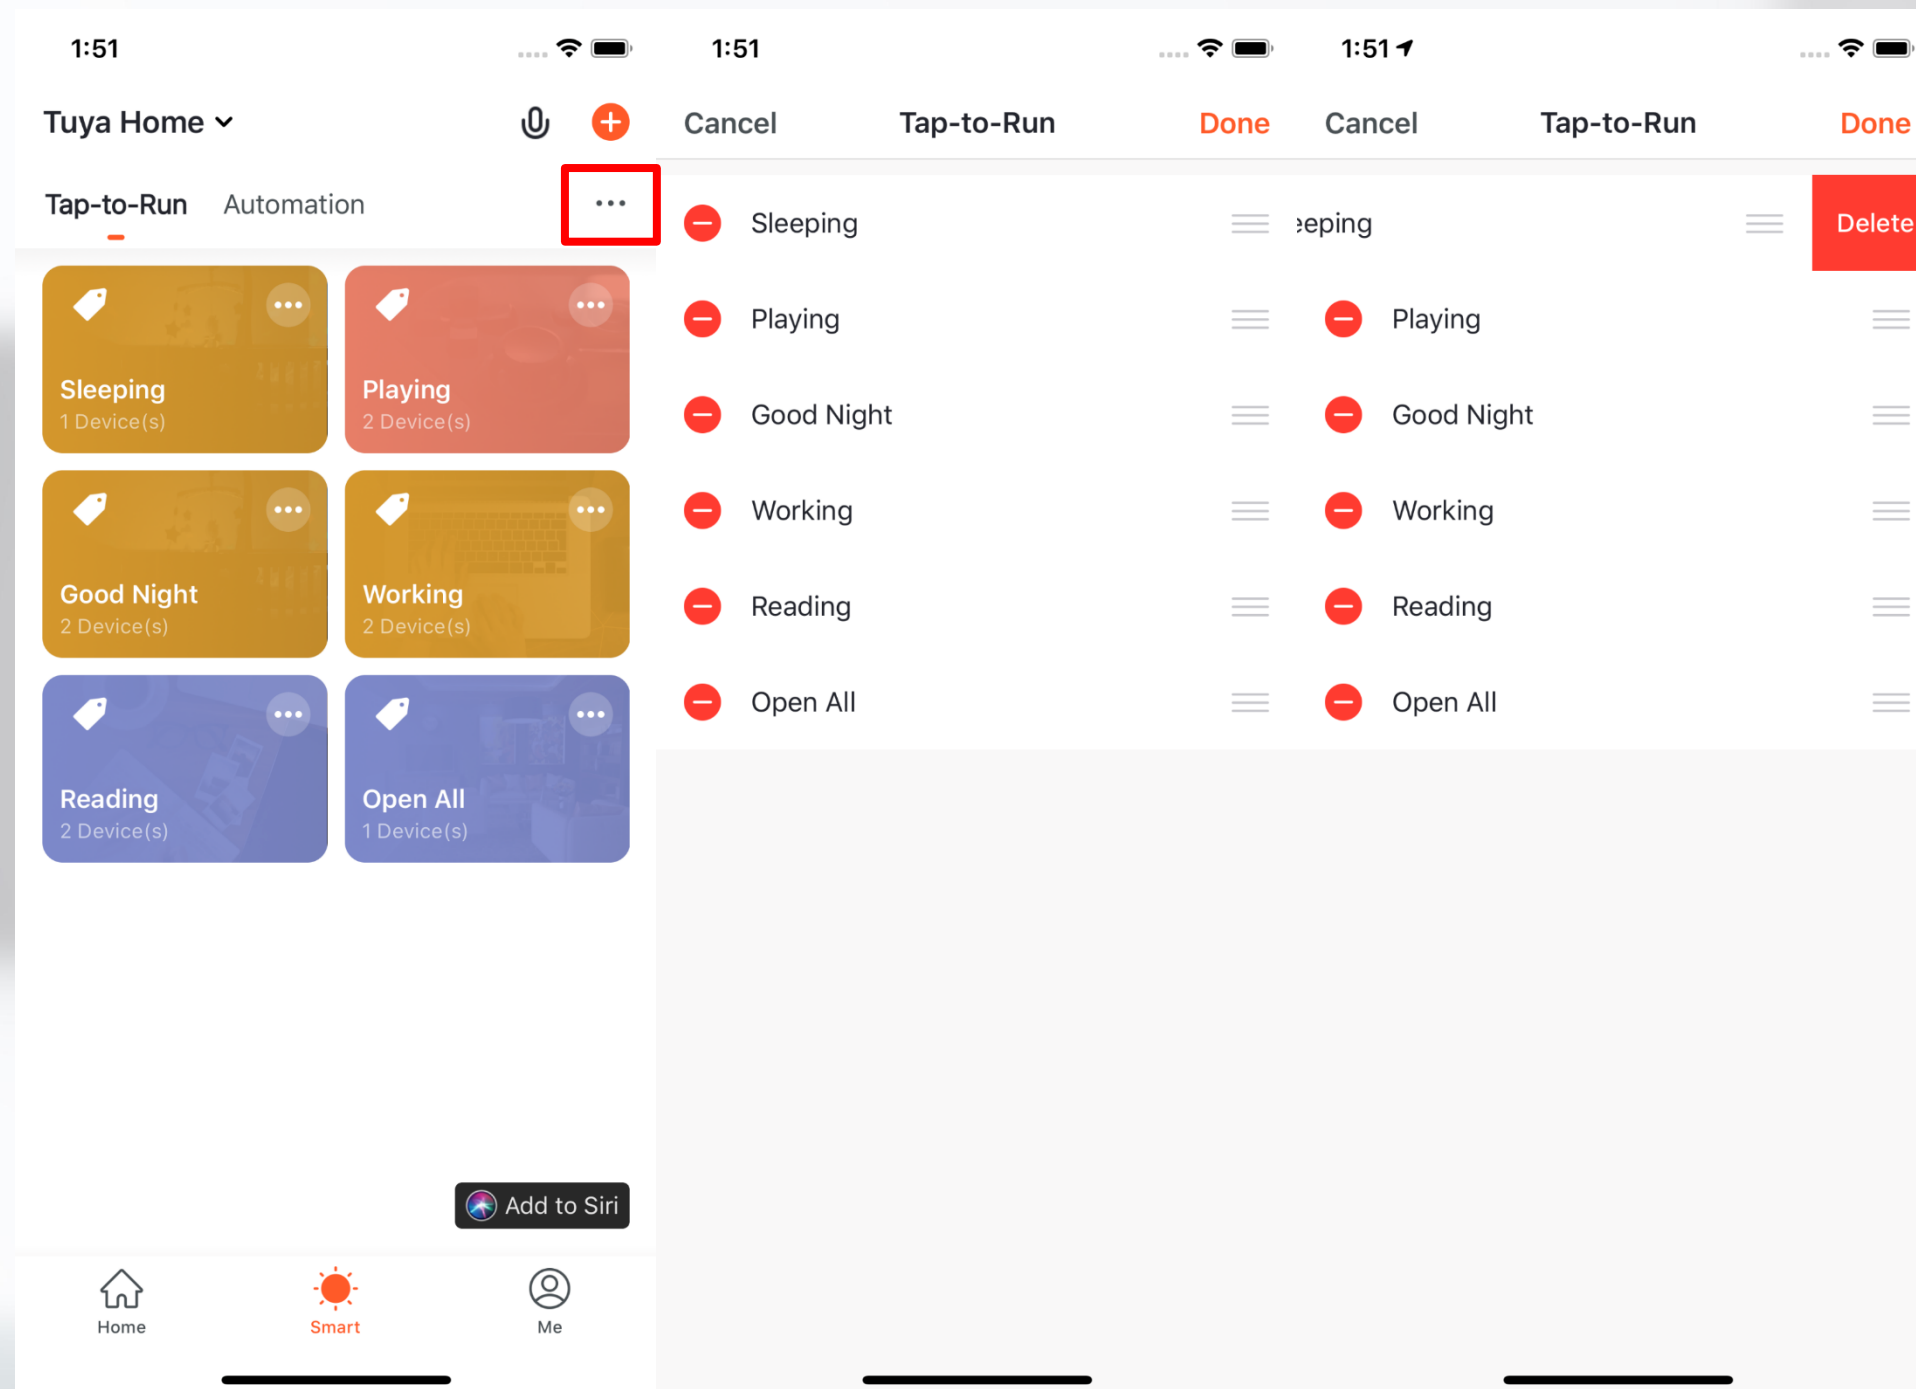 1:51
Tuya Home
Tap-to-Run Automation
Sleeping
1 Device(s)
Playing
2 Device(s)
Good Night
2 Device(s)
Working
2 Device(s)
Reading
2 Device(s)
Open All
1 Device(s)
Add to Siri
Home
Smart
Me
1:51
Cancel Tap-to-Run Done
Sleeping
Playing
Good Night
Working
Reading
Open All
1:51
Cancel Tap-to-Run Done
eeping Delete
Playing
Good Night
Working
Reading
Open All